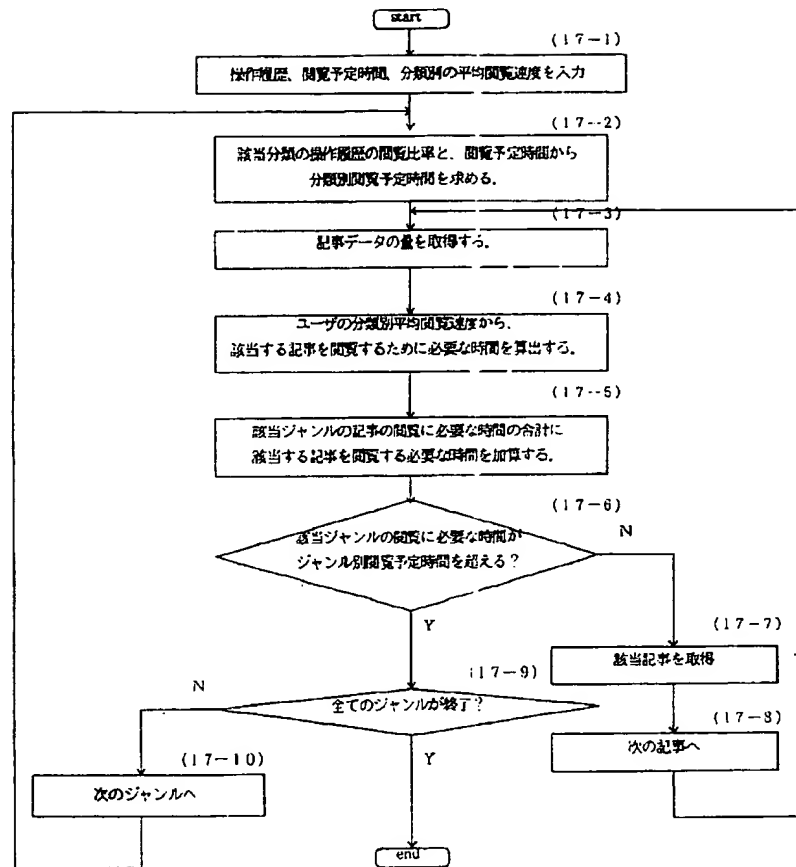 start
(17-1)
操作履歴、閲覧予定時間、分類別の平均閲覧速度を入力
(17--2)
該当分類の操作履歴の閲覧比率と、閲覧予定時間から
分類別閲覧予定時間を求める。
(17-3)
記事データの量を取得する。
(17-4)
ユーザの分類別平均閲覧速度から、
該当する記事を閲覧するために必要な時間を算出する。
(17--5)
該当ジャンルの記事の閲覧に必要な時間の合計に
該当する記事を閲覧する必要な時間を加算する。
(17-6)
該当ジャンルの閲覧に必要な時間が
ジャンル別閲覧予定時間を超える?
N
Y
(17-7)
該当記事を取得
(17-9)
全てのジャンルが終了?
N
Y
(17-8)
次の記事へ
(17-10)
次のジャンルへ
end